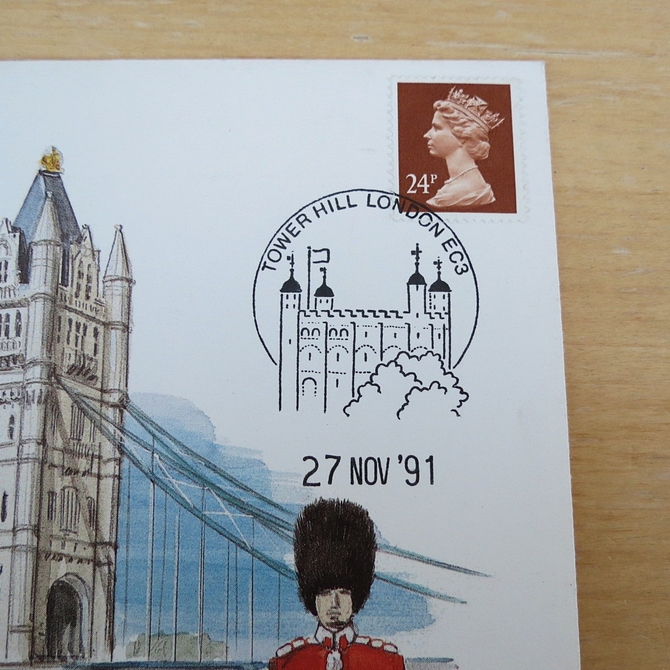 24P
TOWER HILL LONDON EC3
27 NOV '91